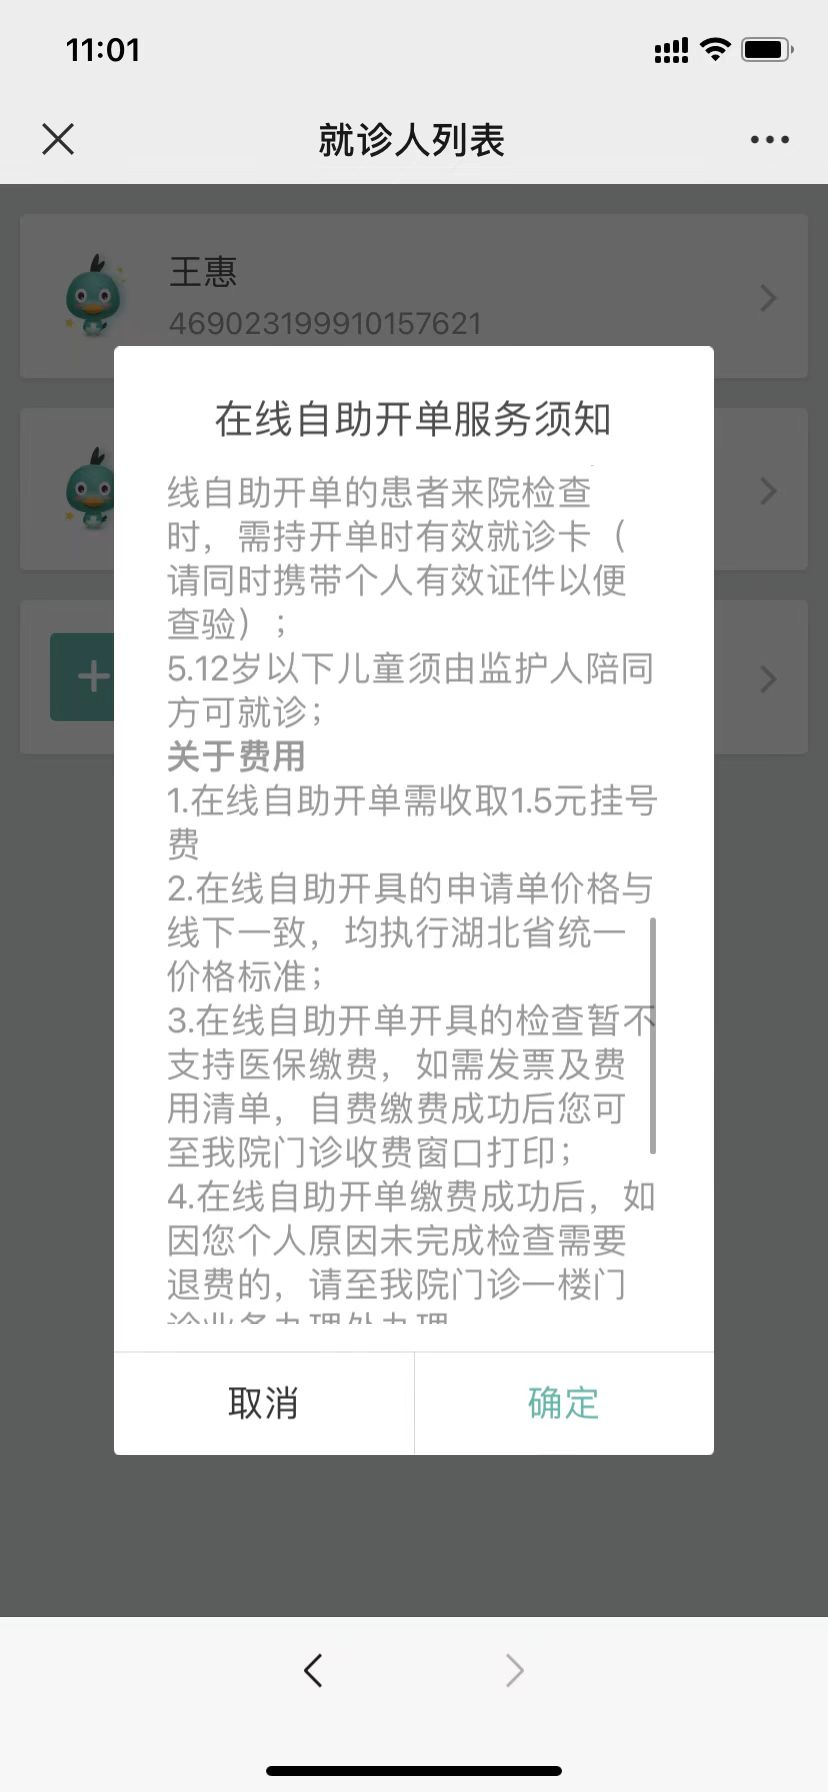 11:01
就诊人列表
王惠
469023199910157621
在线自助开单服务须知
线自助开单的患者来院检查
时，需持开单时有效就诊卡（
请同时携带个人有效证件以便
查验）；
5.12岁以下儿童须由监护人陪同
方可就诊；
关于费用
1.在线自助开单需收取1.5元挂号
费
2.在线自助开具的申请单价格与
线下一致，均执行湖北省统一
价格标准；
3.在线自助开单开具的检查暂不
支持医保缴费，如需发票及费
用清单，自费缴费成功后您可
至我院门诊收费窗口打印；
4.在线自助开单缴费成功后，如
因您个人原因未完成检查需要
退费的，请至我院门诊一楼门
诊业务办理处办理
取消
确定